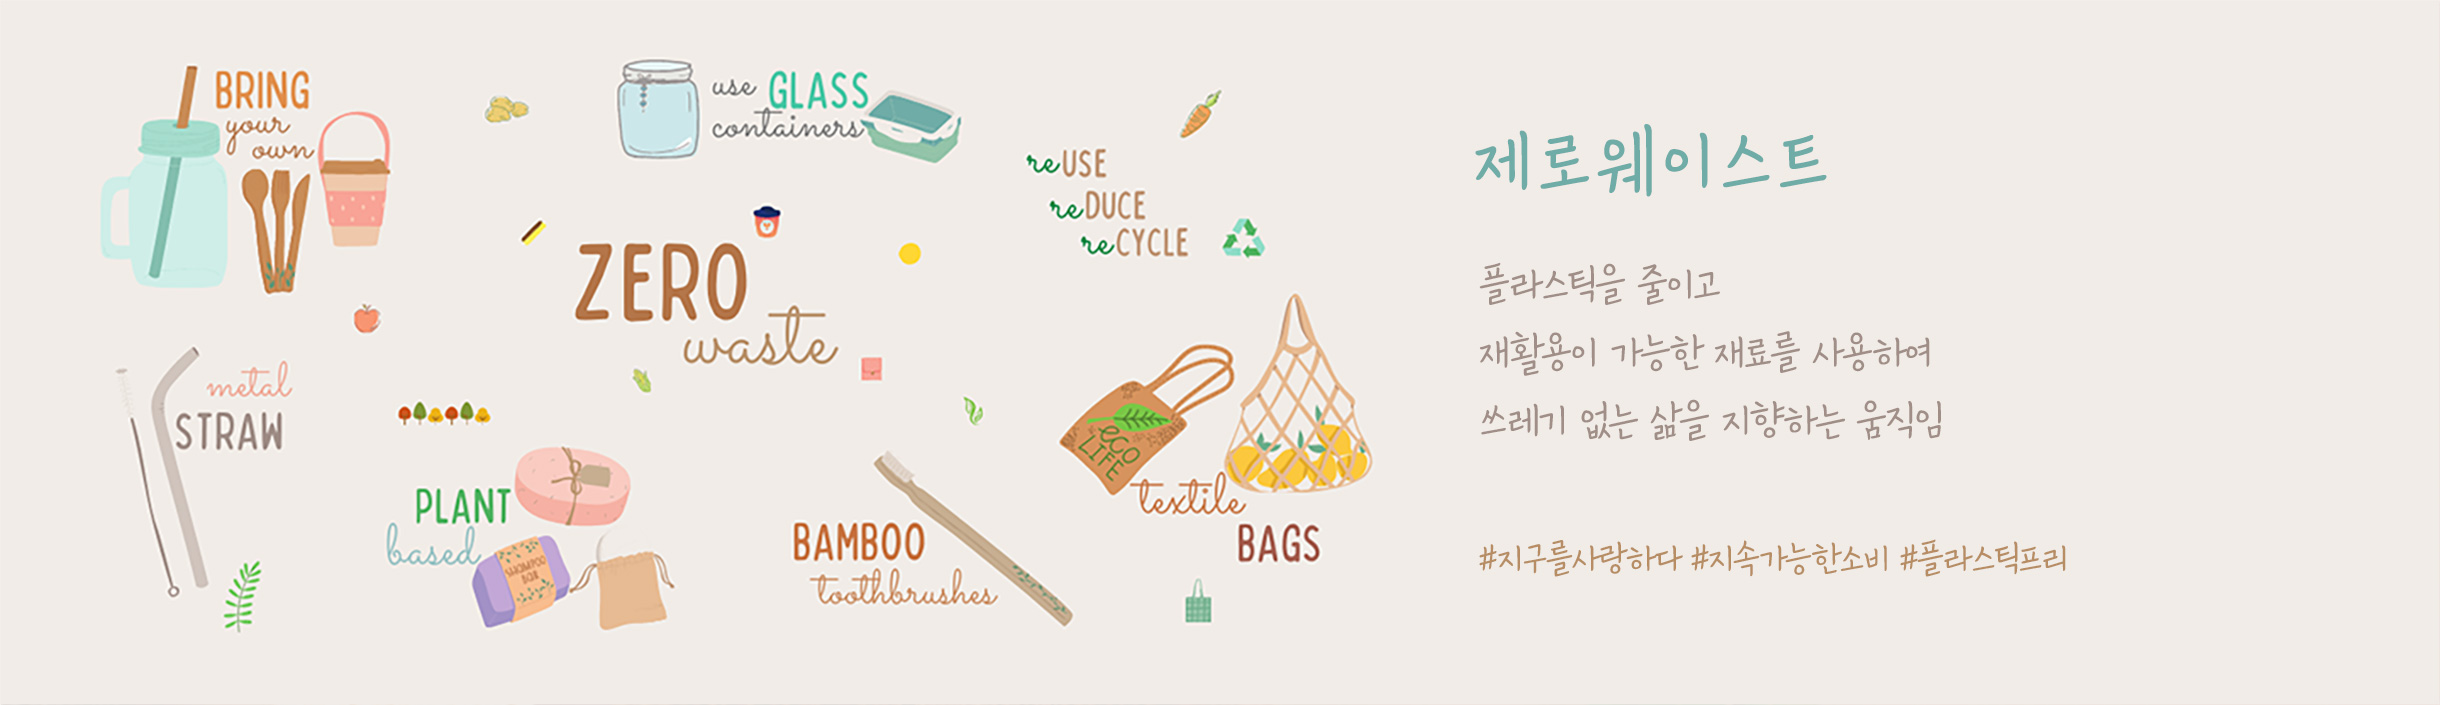 BRING
your
own
use GLASS
containers
reUSE
reDUCE
reCYCLE
ZERO
waste
metal
STRAW
PLANT
based
SHAMPOO
BAR
BAMBOO
toothbrushes
eco
LIFE
textile
BAGS
제로웨이스트
플라스틱을 줄이고
재활용이 가능한 재료를 사용하여
쓰레기 없는 삶을 지향하는 움직임
#지구를사랑하다 #지속가능한소비 #플라스틱프리